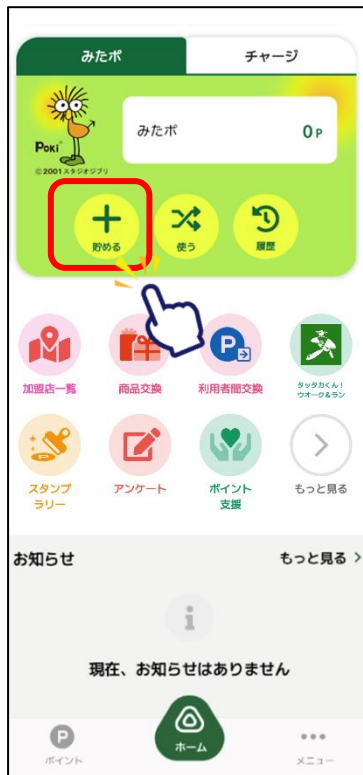 みたポ
チャージ
POKI
みたポ
0 P
©2001スタジオジブリ
貯める
使う
履歴
加盟店一覧
商品交換
P
利用者間交換
タッタカくん！
ウオーク&ラン
スタンプ
ラリー
アンケート
ポイント
支援
もっと見る
お知らせ
もっと見る
i
現在、お知らせはありません
P
ポイント
ホーム
メニュー